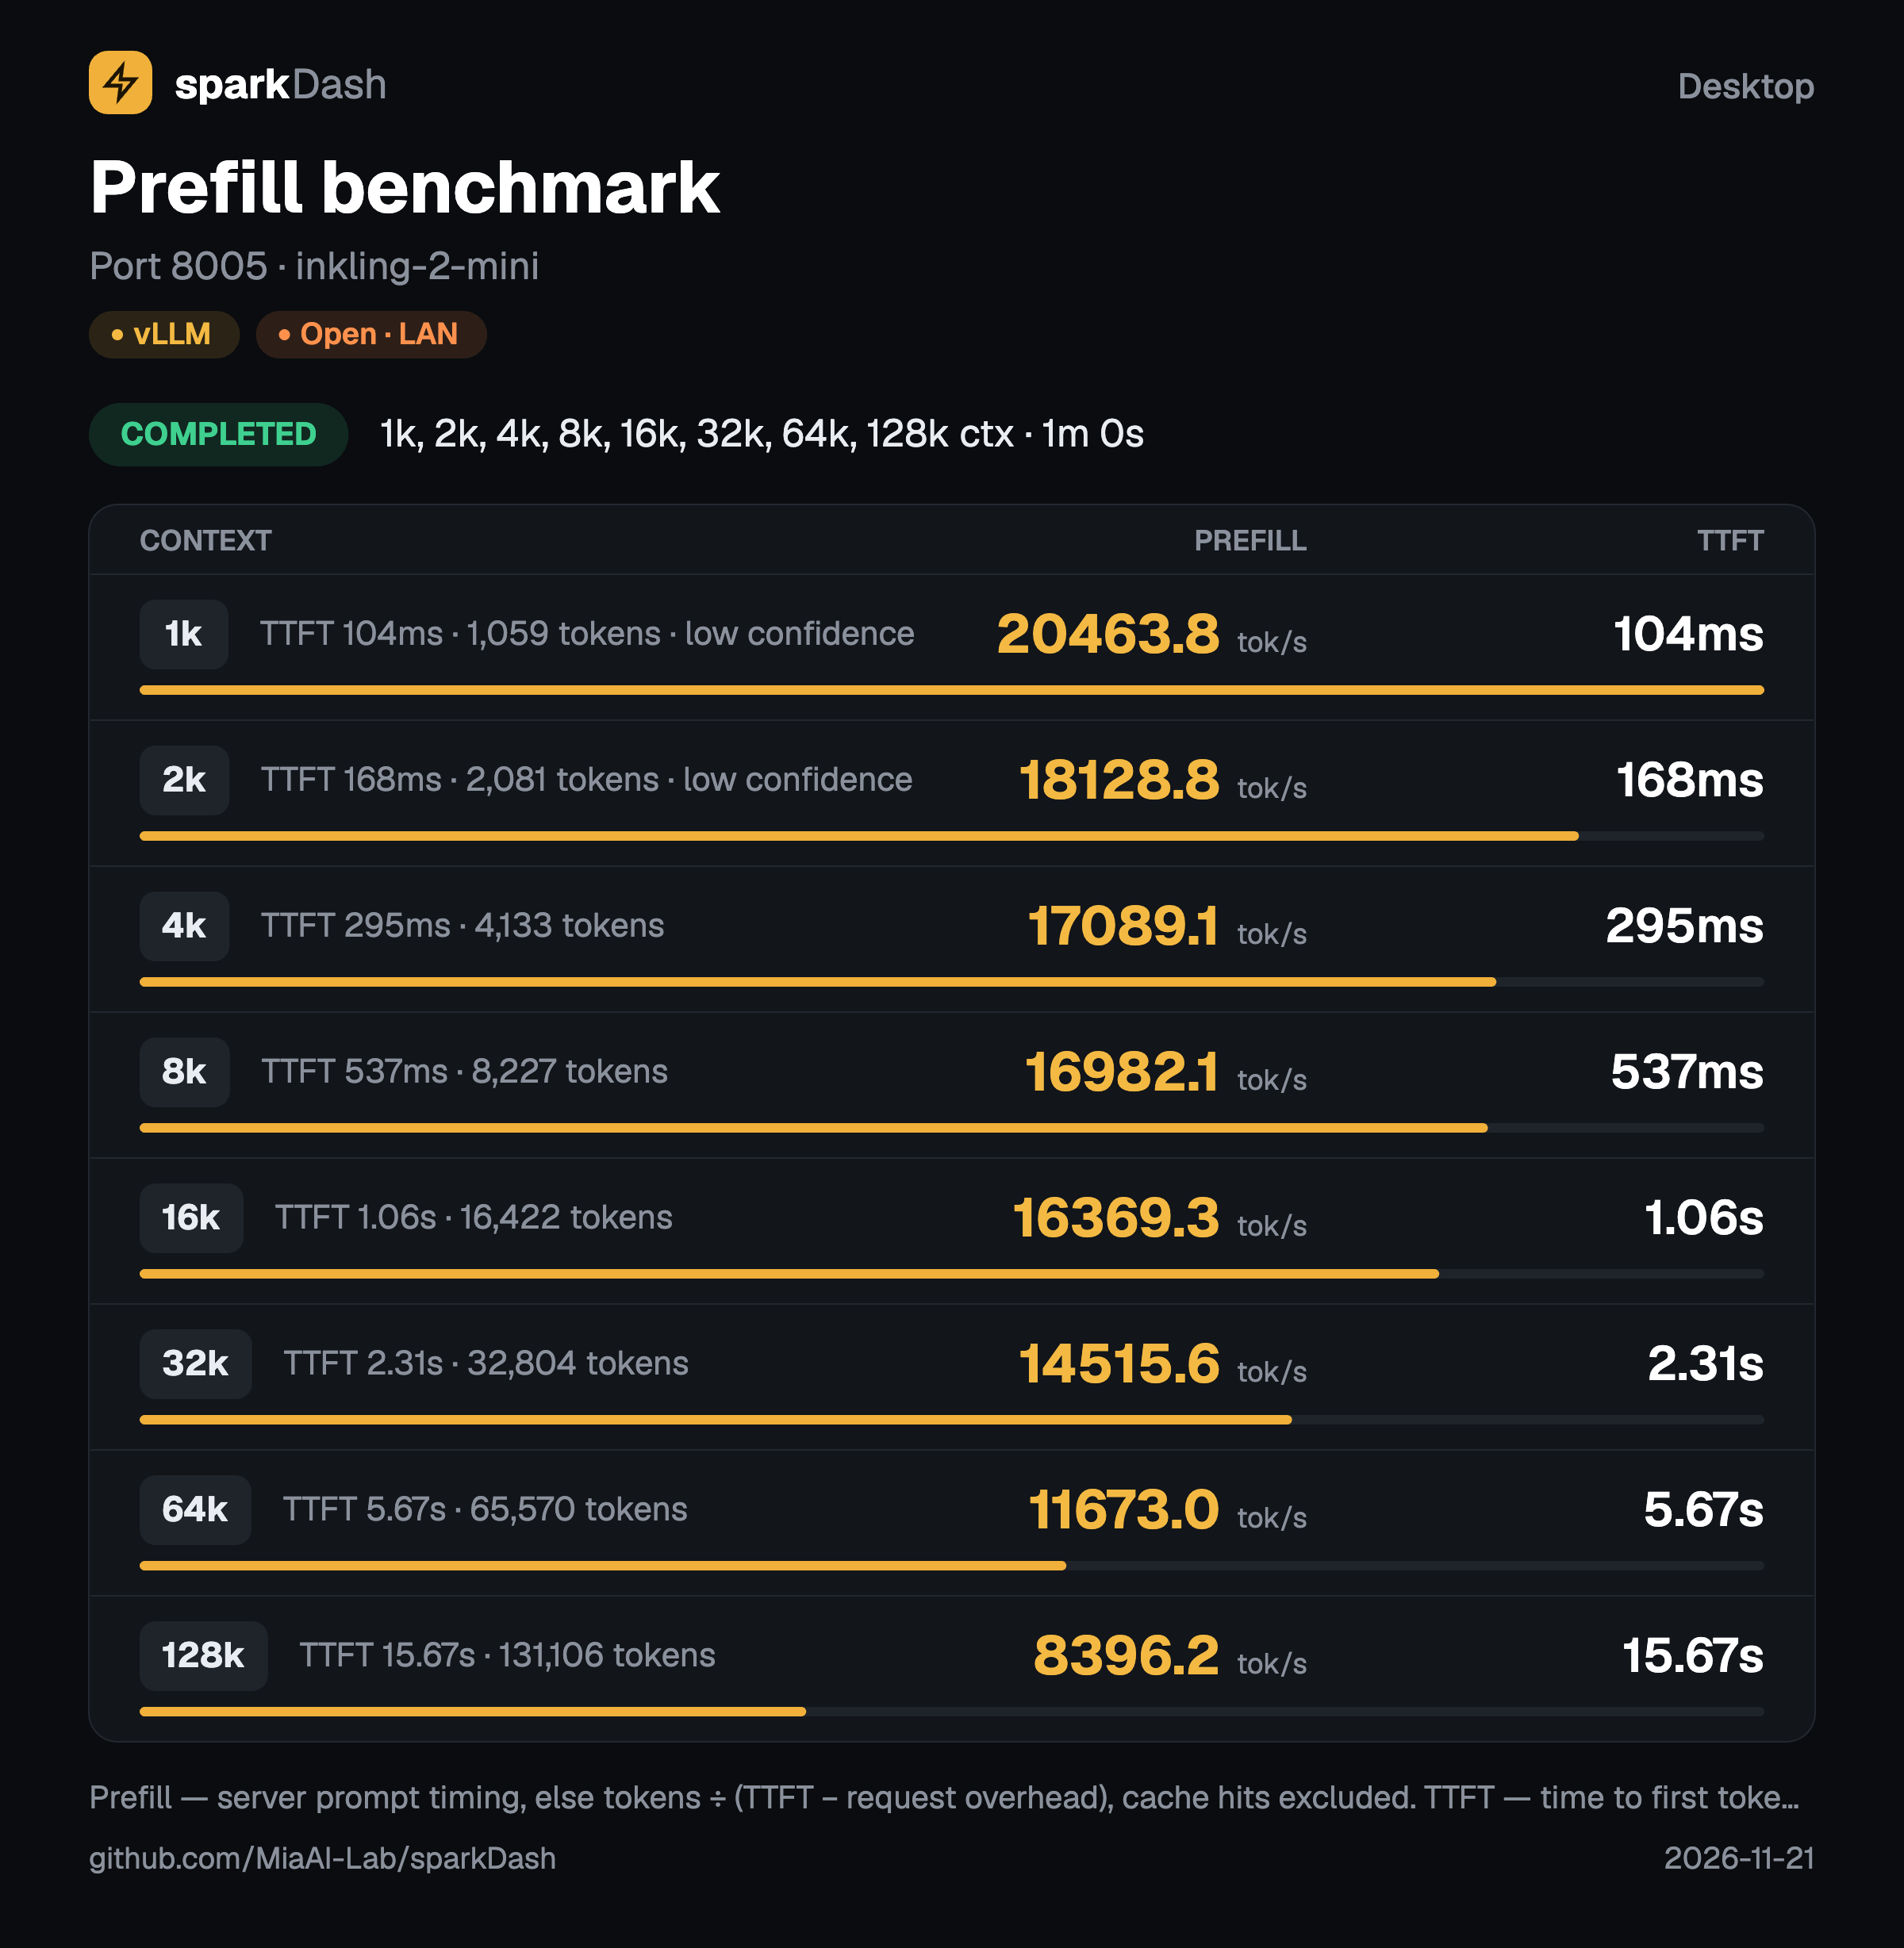 sparkDash
Desktop
Prefill benchmark
Port 8005 · inkling-2-mini
vLLM
Open · LAN
COMPLETED 1k, 2k, 4k, 8k, 16k, 32k, 64k, 128k ctx · 1m 0s
CONTEXT PREFILL TTFT
1k TTFT 104ms · 1,059 tokens · low confidence 20463.8 tok/s 104ms
2k TTFT 168ms · 2,081 tokens · low confidence 18128.8 tok/s 168ms
4k TTFT 295ms · 4,133 tokens 17089.1 tok/s 295ms
8k TTFT 537ms · 8,227 tokens 16982.1 tok/s 537ms
16k TTFT 1.06s · 16,422 tokens 16369.3 tok/s 1.06s
32k TTFT 2.31s · 32,804 tokens 14515.6 tok/s 2.31s
64k TTFT 5.67s · 65,570 tokens 11673.0 tok/s 5.67s
128k TTFT 15.67s · 131,106 tokens 8396.2 tok/s 15.67s
Prefill — server prompt timing, else tokens ÷ (TTFT – request overhead), cache hits excluded. TTFT — time to first toke...
github.com/MiaAI-Lab/sparkDash
2026-11-21